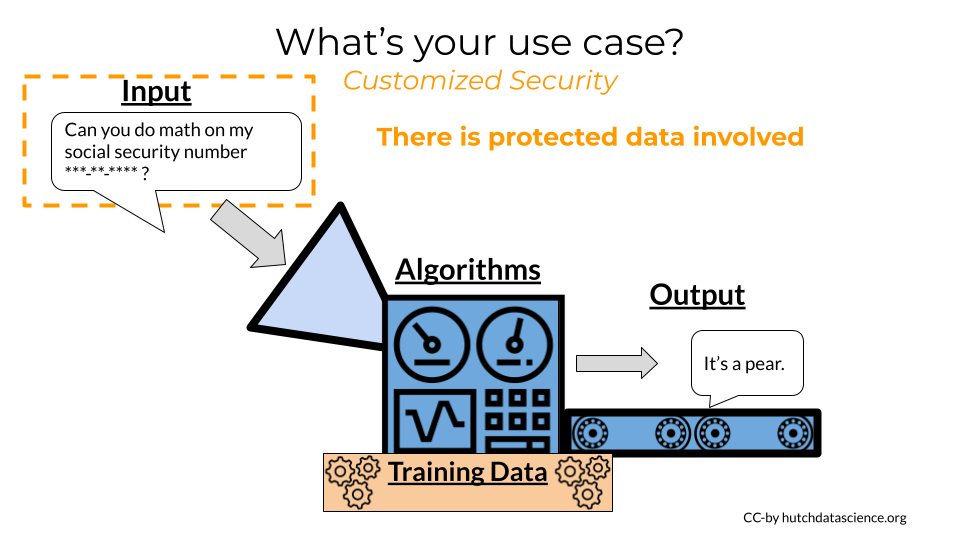 What's your use case?
Customized Security
Input
There is protected data involved
Can you do math on my
social security number
***-**-**** ?
Algorithms
Output
It's a pear.
Training Data
CC-by hutchdatascience.org